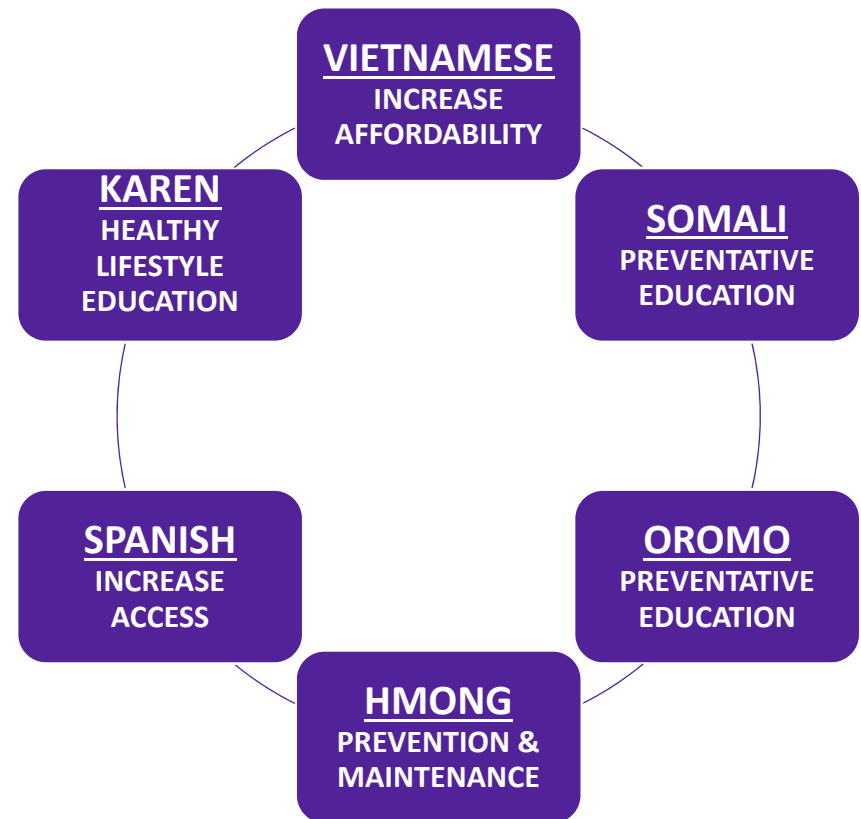 VIETNAMESE
INCREASE
AFFORDABILITY
SOMALI
PREVENTATIVE
EDUCATION
OROMO
PREVENTATIVE
EDUCATION
HMONG
PREVENTION &
MAINTENANCE
SPANISH
INCREASE
ACCESS
KAREN
HEALTHY
LIFESTYLE
EDUCATION